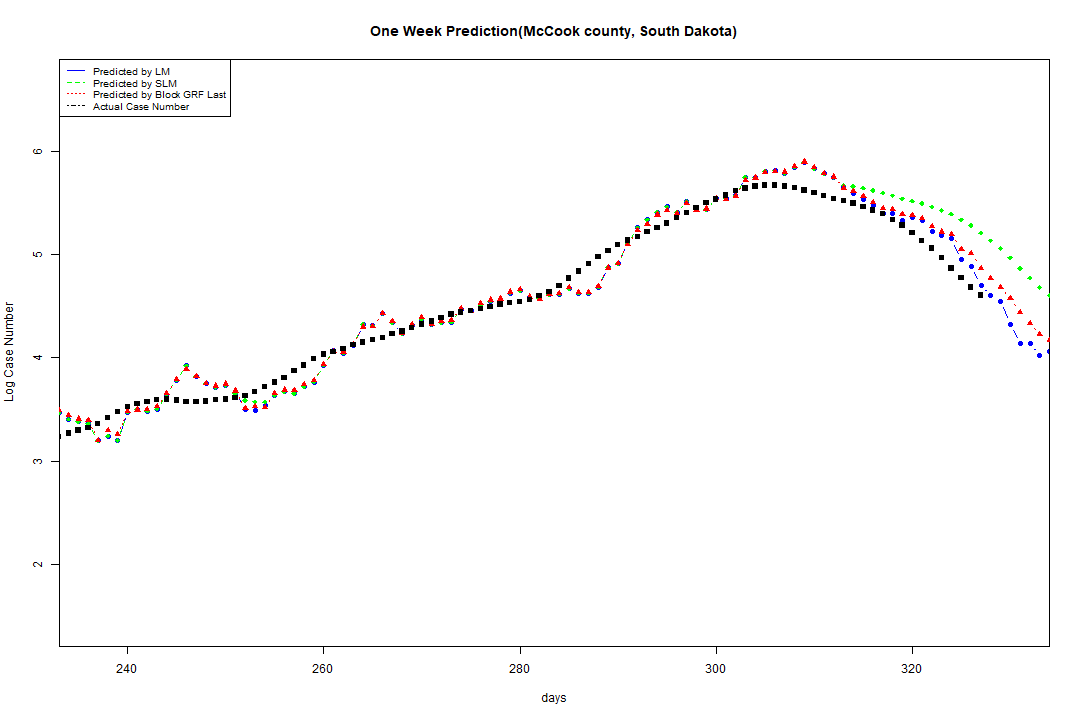 One Week Prediction(McCook county, South Dakota)
Predicted by LM
Predicted by SLM
Predicted by Block GRF Last
Actual Case Number
6
5
4
3
2
Log Case Number
240
260
280
300
320
days